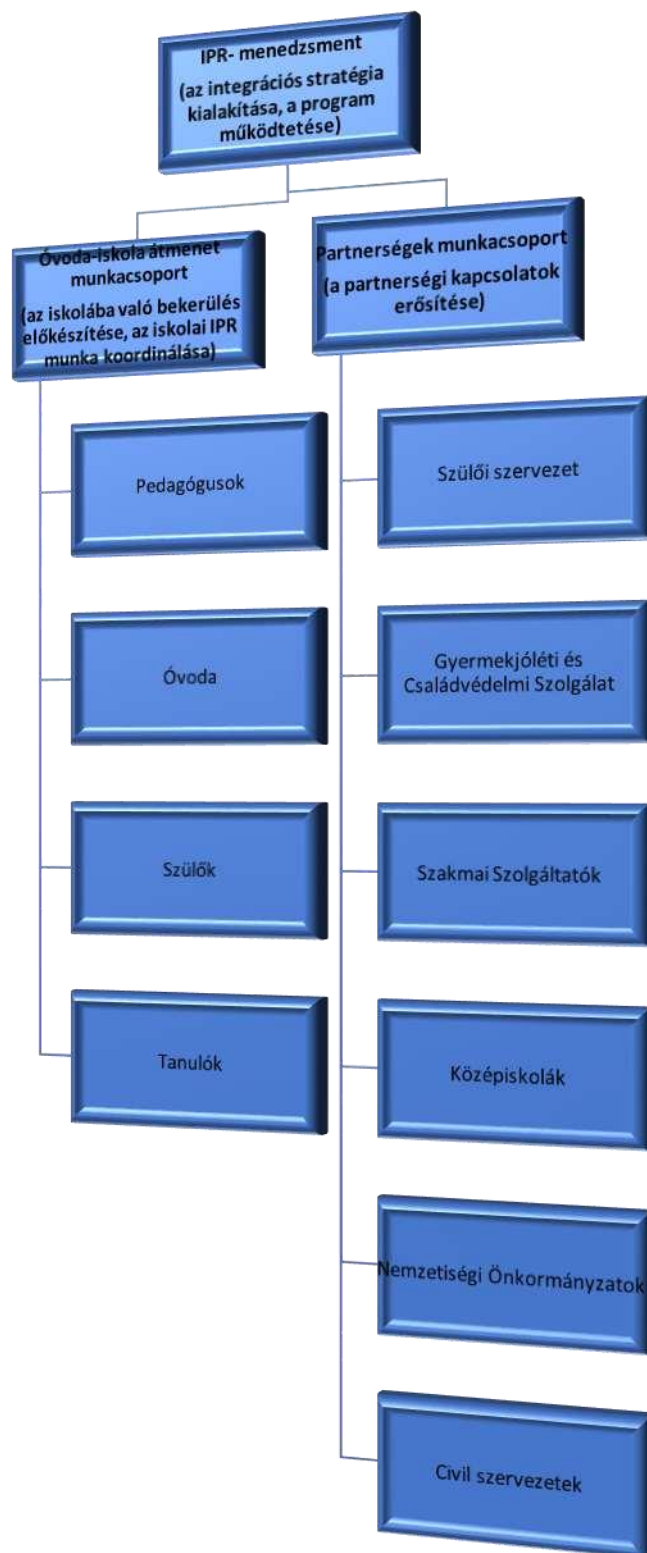 IPR- menedzsment
(az integrációs stratégia
kialakítása, a program
működtetése)
Óvoda-iskola átmenet
munkacsoport
(az iskolába való bekerülés
előkészítése, az iskolai IPR
munka koordinálása)
Pedagógusok
Óvoda
Szülők
Tanulók
Partnerségek munkacsoport
(a partnerségi kapcsolatok
erősítése)
Szülői szervezet
Gyermekjóléti és
Családvédelmi Szolgálat
Szakmai Szolgáltatók
Középiskolák
Nemzetiségi Önkormányzatok
Civil szervezetek